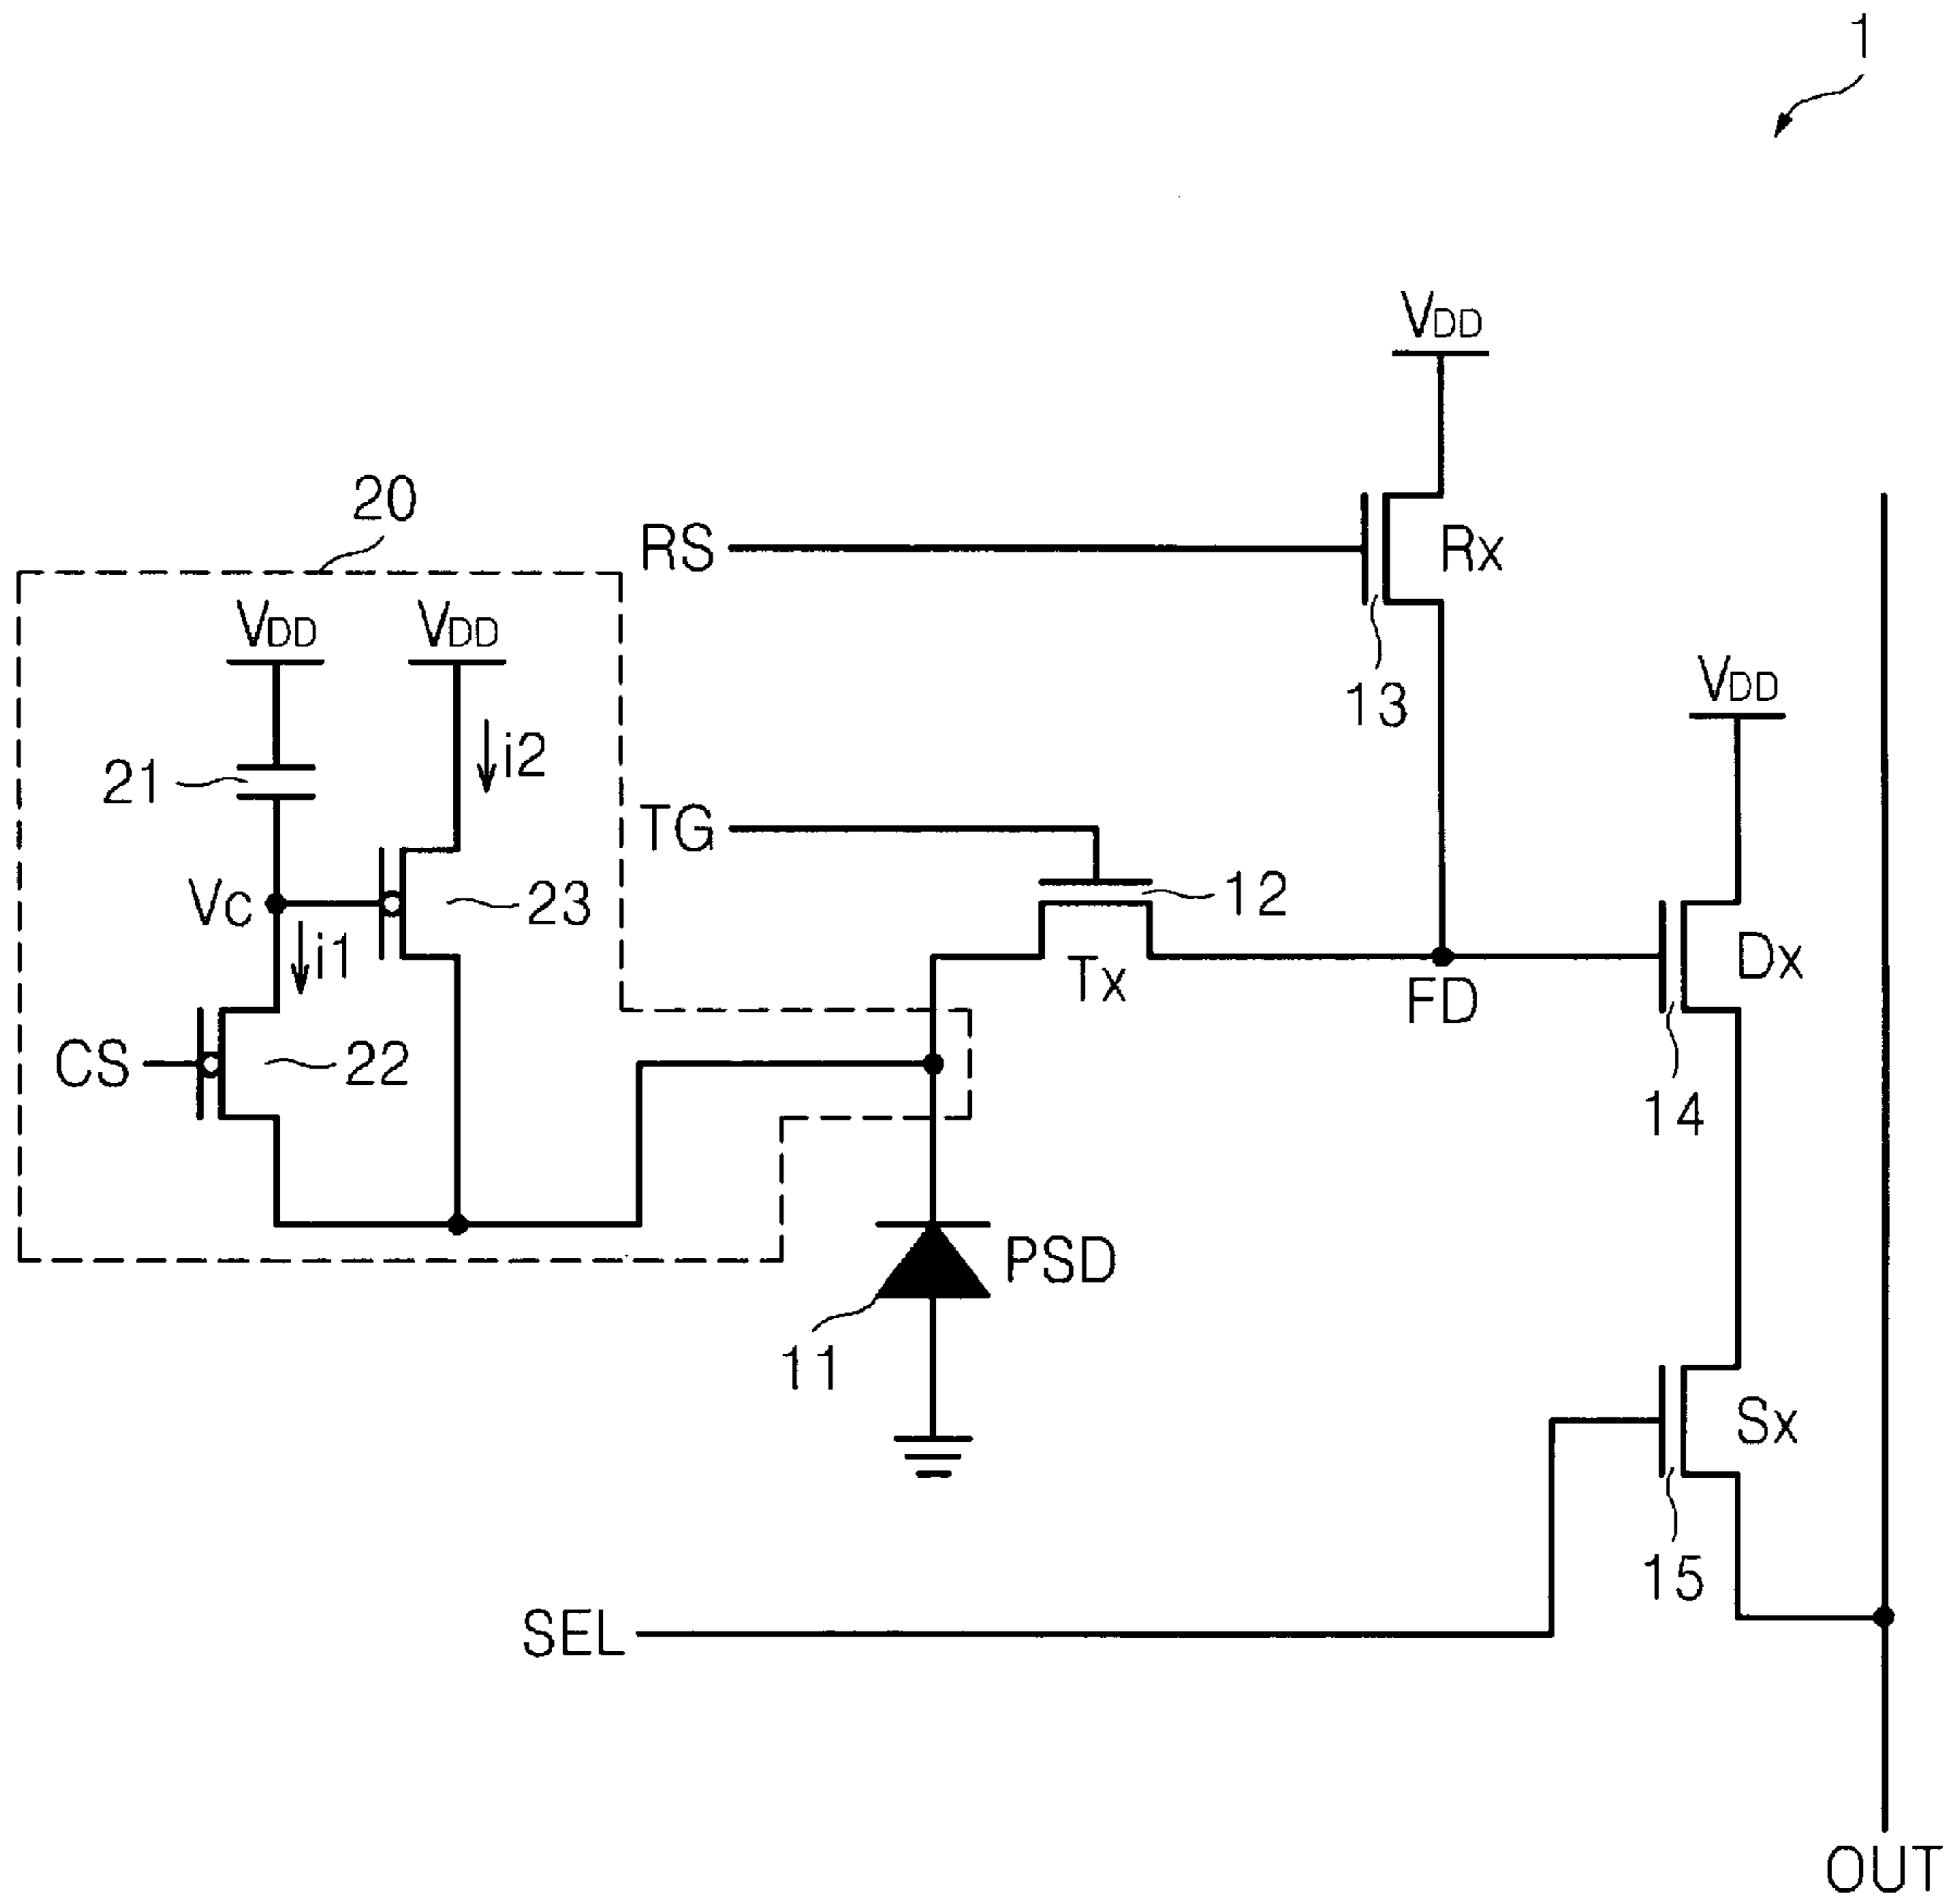 1
VDD
20
RS
Rx
VDD
VDD
13
VDD
21
i2
TG
12
Vc
23
i1
Tx
FD
Dx
CS
22
14
PSD
11
Sx
15
SEL
OUT